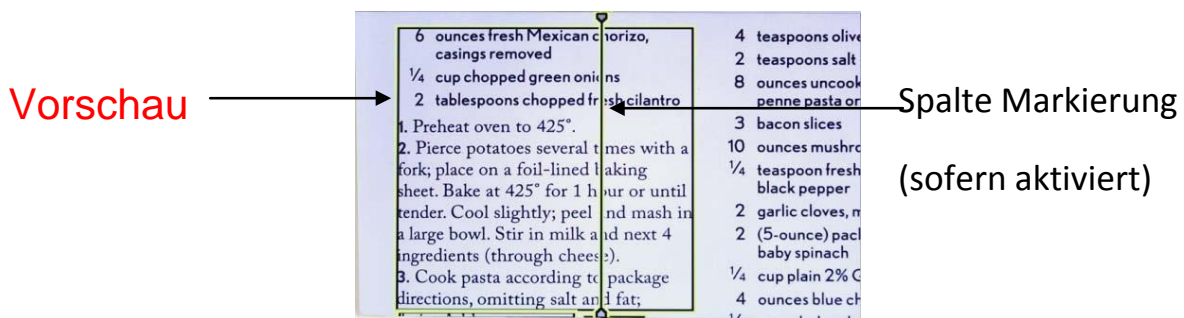 Vorschau
6 ounces fresh Mexican chorizo,
casings removed
¼ cup chopped green onions
2 tablespoons chopped fresh cilantro
1. Preheat oven to 425°.
2. Pierce potatoes several times with a
fork; place on a foil-lined baking
sheet. Bake at 425° for 1 hour or until
tender. Cool slightly; peel and mash in
a large bowl. Stir in milk and next 4
ingredients (through cheese).
3. Cook pasta according to package
directions, omitting salt and fat;
4 teaspoons olive
2 teaspoons salt
8 ounces uncook
penne pasta or
3 bacon slices
10 ounces mushro
¼ teaspoon fresh
black pepper
2 garlic cloves, m
2 (5-ounce) pack
baby spinach
¼ cup plain 2% G
4 ounces blue ch
Spalte Markierung
(sofern aktiviert)